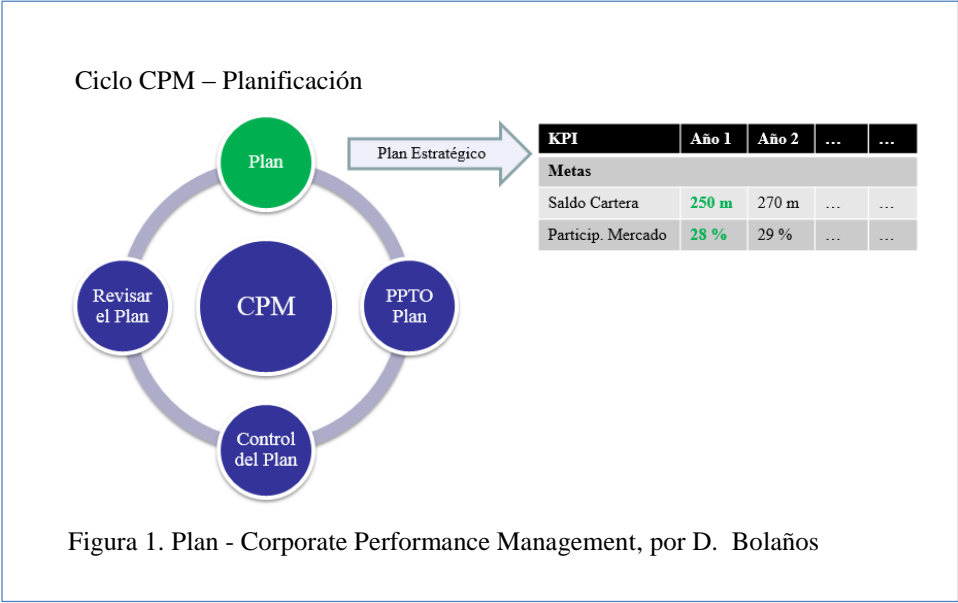 Ciclo CPM – Planificación
Plan
Plan Estratégico
KPI Año 1 Año 2 … …
Metas
Saldo Cartera 250 m 270 m … …
Particip. Mercado 28 % 29 % … …
Revisar
el Plan
CPM
PPTO
Plan
Control
del Plan
Figura 1. Plan - Corporate Performance Management, por D. Bolaños